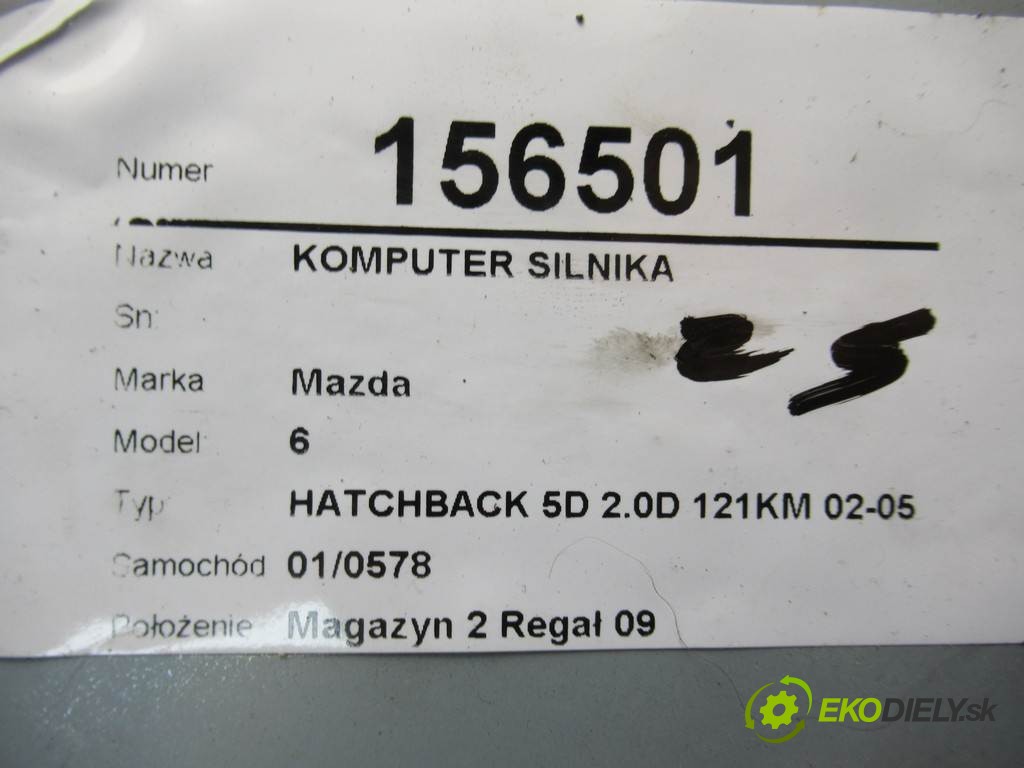 Numer 156501
Nazwa KOMPUTER SILNIKA
Sn:
25
Marka Mazda
Model: 6
Typ: HATCHBACK 5D 2.0D 121KM 02-05
Samochód 01/0578
Położenie Magazyn 2 Regał 09
EKODIELY.sk